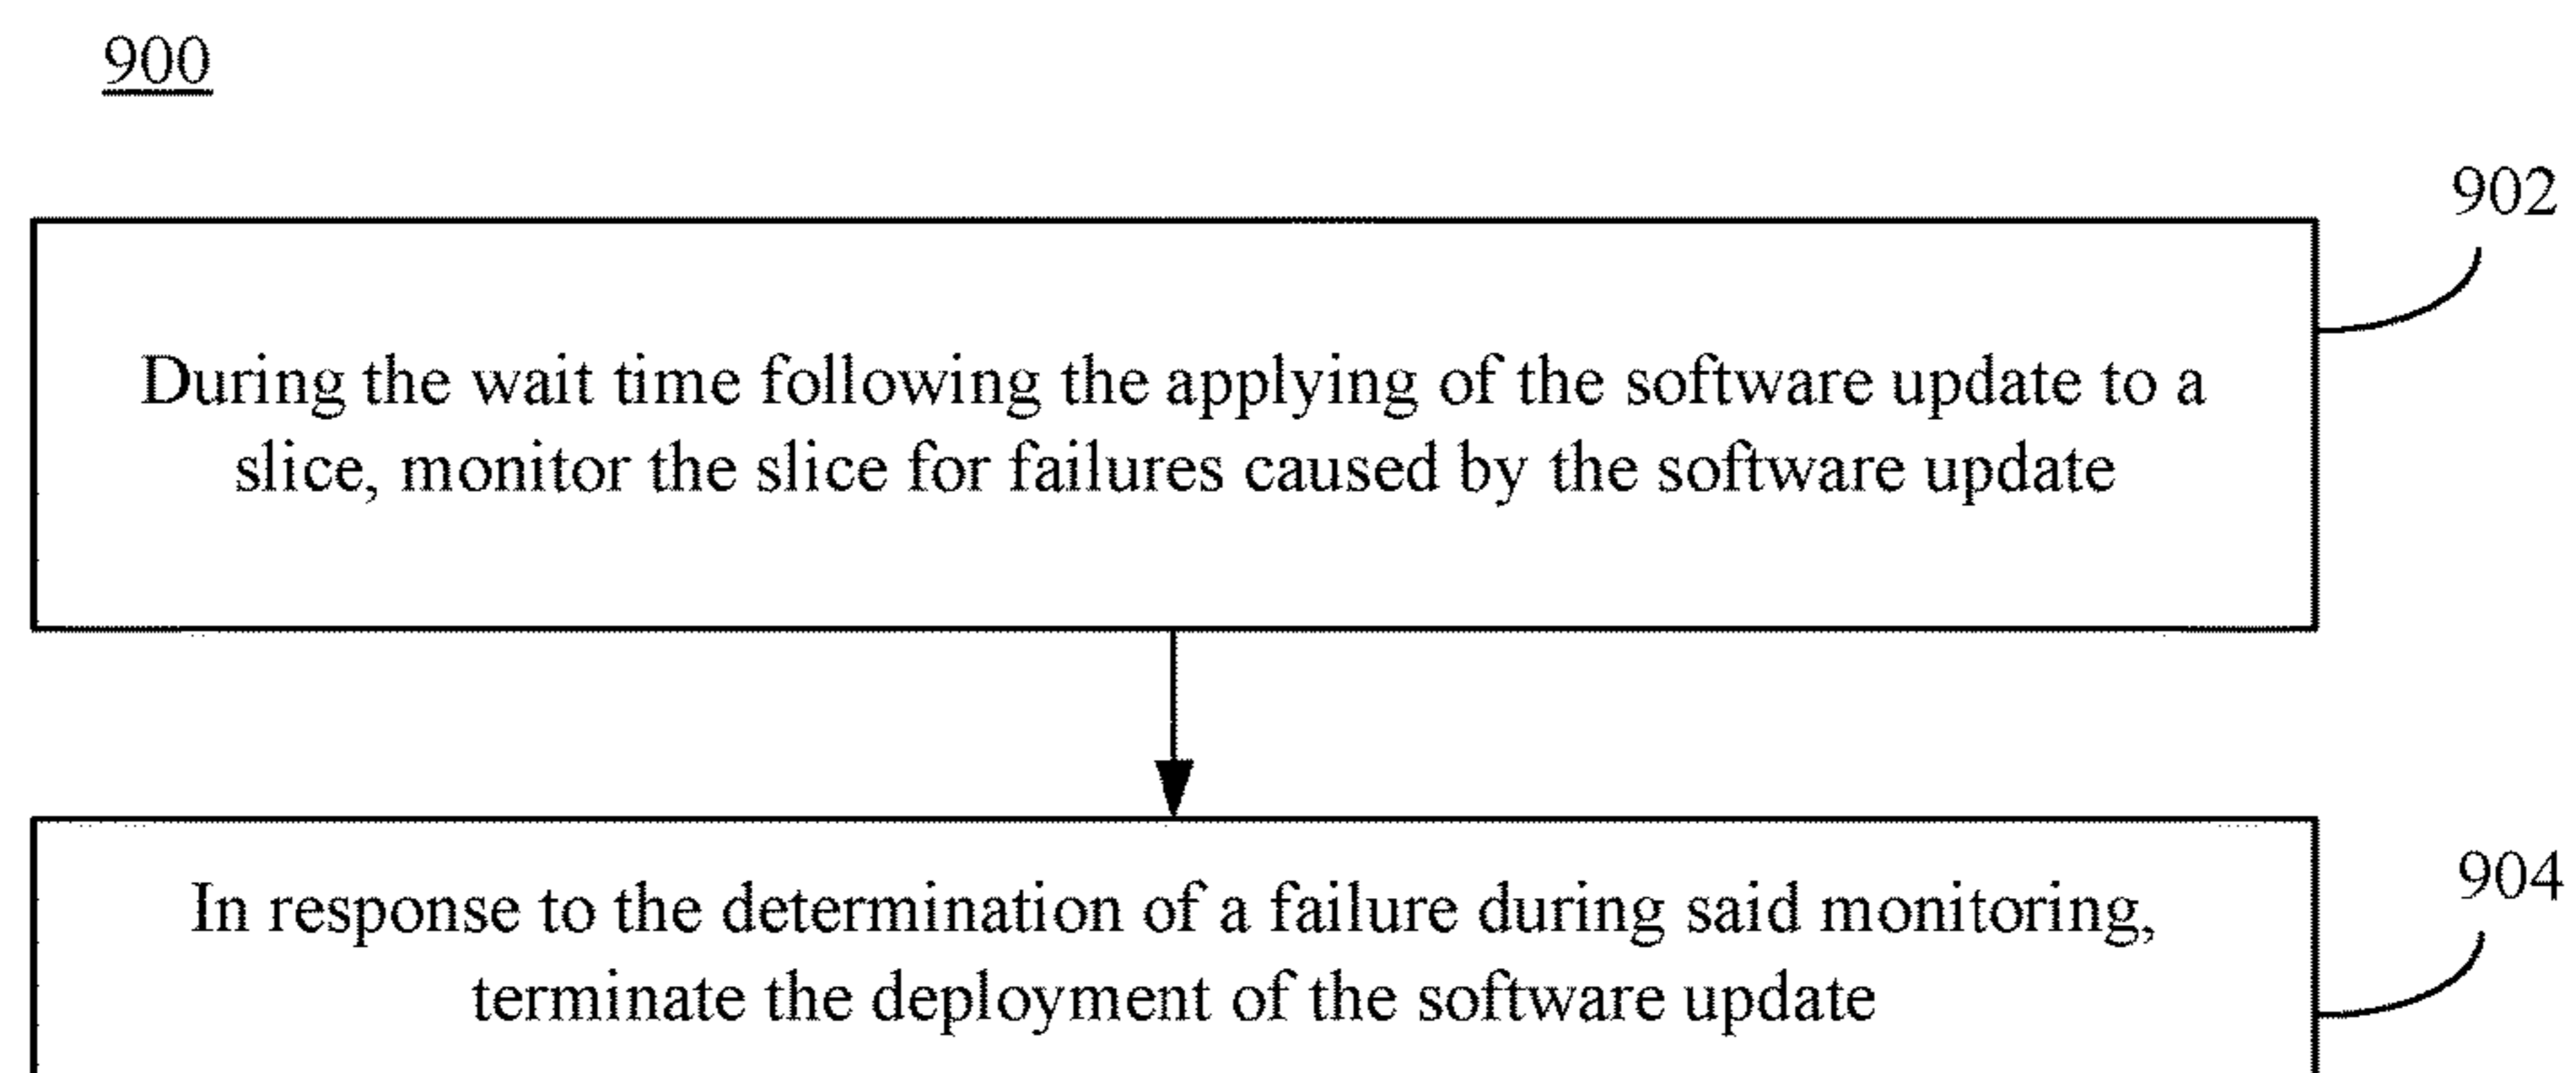 900
902
During the wait time following the applying of the software update to a
slice, monitor the slice for failures caused by the software update
904
In response to the determination of a failure during said monitoring,
terminate the deployment of the software update